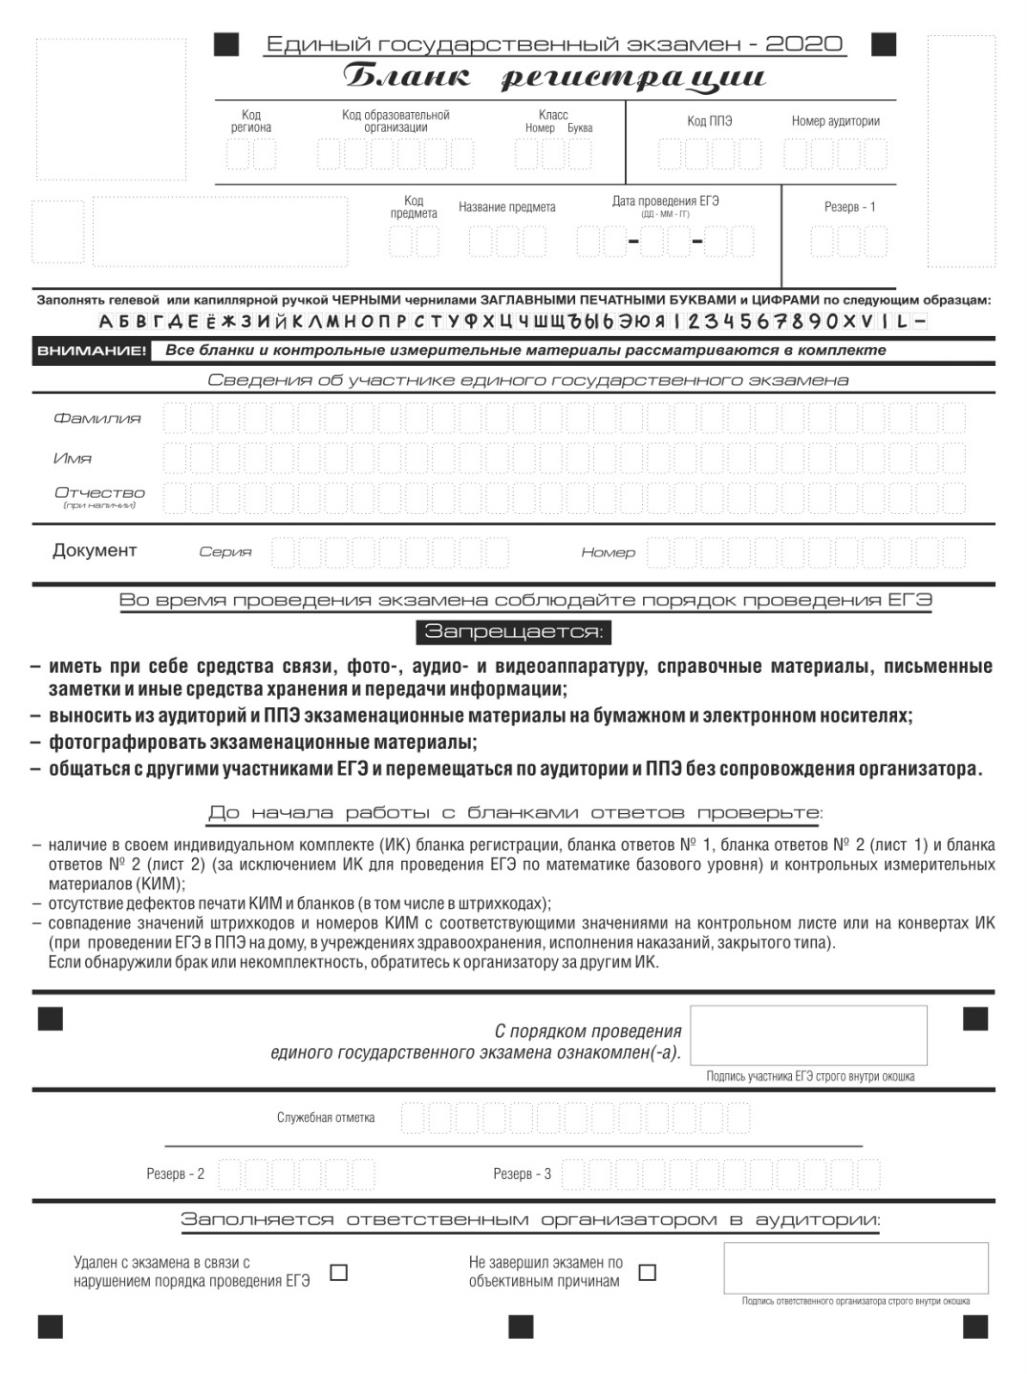 Единый государственный экзамен - 2020
Бланк регистрации
Код региона
Код образовательной организации
Класс
Номер Буква
Код ППЭ
Номер аудитории
Код предмета
Название предмета
Дата проведения ЕГЭ
(ДД - ММ - ГГ)
Резерв - 1
- -
Заполнять гелевой или капиллярной ручкой ЧЕРНЫМИ чернилами ЗАГЛАВНЫМИ ПЕЧАТНЫМИ БУКВАМИ и ЦИФРАМИ по следующим образцам:
А Б В Г Д Е Ё Ж З И Й К Л М Н О П Р С Т У Ф Х Ц Ч Ш Щ Ъ Ы Ь Э Ю Я 1 2 3 4 5 6 7 8 9 0 X V I L -
ВНИМАНИЕ! Все бланки и контрольные измерительные материалы рассматриваются в комплекте
Сведения об участнике единого государственного экзамена
Фамилия
Имя
Отчество
(при наличии)
Документ Серия Номер
Во время проведения экзамена соблюдайте порядок проведения ЕГЭ
Запрещается:
– иметь при себе средства связи, фото-, аудио- и видеоаппаратуру, справочные материалы, письменные
заметки и иные средства хранения и передачи информации;
– выносить из аудиторий и ППЭ экзаменационные материалы на бумажном и электронном носителях;
– фотографировать экзаменационные материалы;
– общаться с другими участниками ЕГЭ и перемещаться по аудитории и ППЭ без сопровождения организатора.
До начала работы с бланками ответов проверьте:
– наличие в своем индивидуальном комплекте (ИК) бланка регистрации, бланка ответов № 1, бланка ответов № 2 (лист 1) и бланка
ответов № 2 (лист 2) (за исключением ИК для проведения ЕГЭ по математике базового уровня) и контрольных измерительных
материалов (КИМ);
– отсутствие дефектов печати КИМ и бланков (в том числе в штрихкодах);
– совпадение значений штрихкодов и номеров КИМ с соответствующими значениями на контрольном листе или на конвертах ИК
(при проведении ЕГЭ в ППЭ на дому, в учреждениях здравоохранения, исполнения наказаний, закрытого типа).
Если обнаружили брак или некомплектность, обратитесь к организатору за другим ИК.
С порядком проведения
единого государственного экзамена ознакомлен(-а).
Подпись участника ЕГЭ строго внутри окошка
Служебная отметка
Резерв - 2 Резерв - 3
Заполняется ответственным организатором в аудитории:
Удален с экзамена в связи с
нарушением порядка проведения ЕГЭ
Не завершил экзамен по
объективным причинам
Подпись ответственного организатора строго внутри окошка